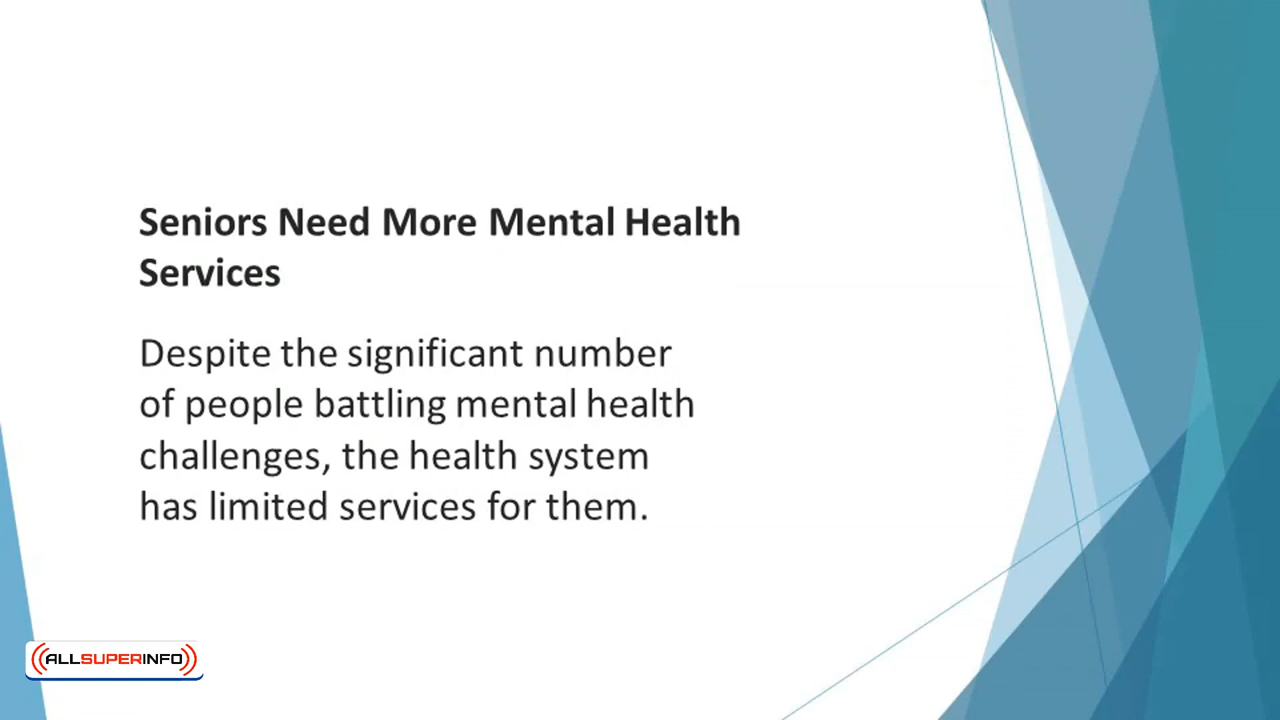 Seniors Need More Mental Health
Services
Despite the significant number
of people battling mental health
challenges, the health system
has limited services for them.
ALLSUPERINFO